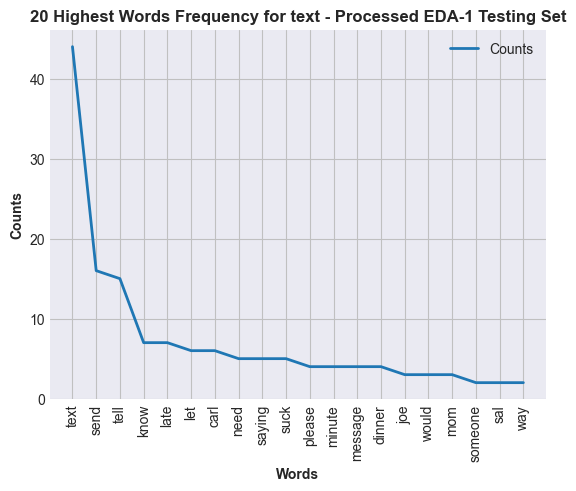 20 Highest Words Frequency for text - Processed EDA-1 Testing Set
Counts
40
30
20
10
0
Counts
text
send
tell
know
late
let
carl
need
saying
suck
please
minute
message
dinner
joe
would
mom
someone
sal
way
Words